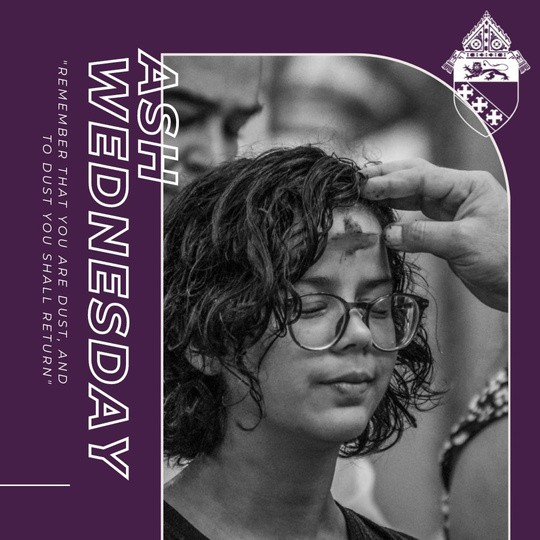 ASH
WEDNESDAY
"REMEMBER THAT YOU ARE DUST, AND
TO DUST YOU SHALL RETURN"